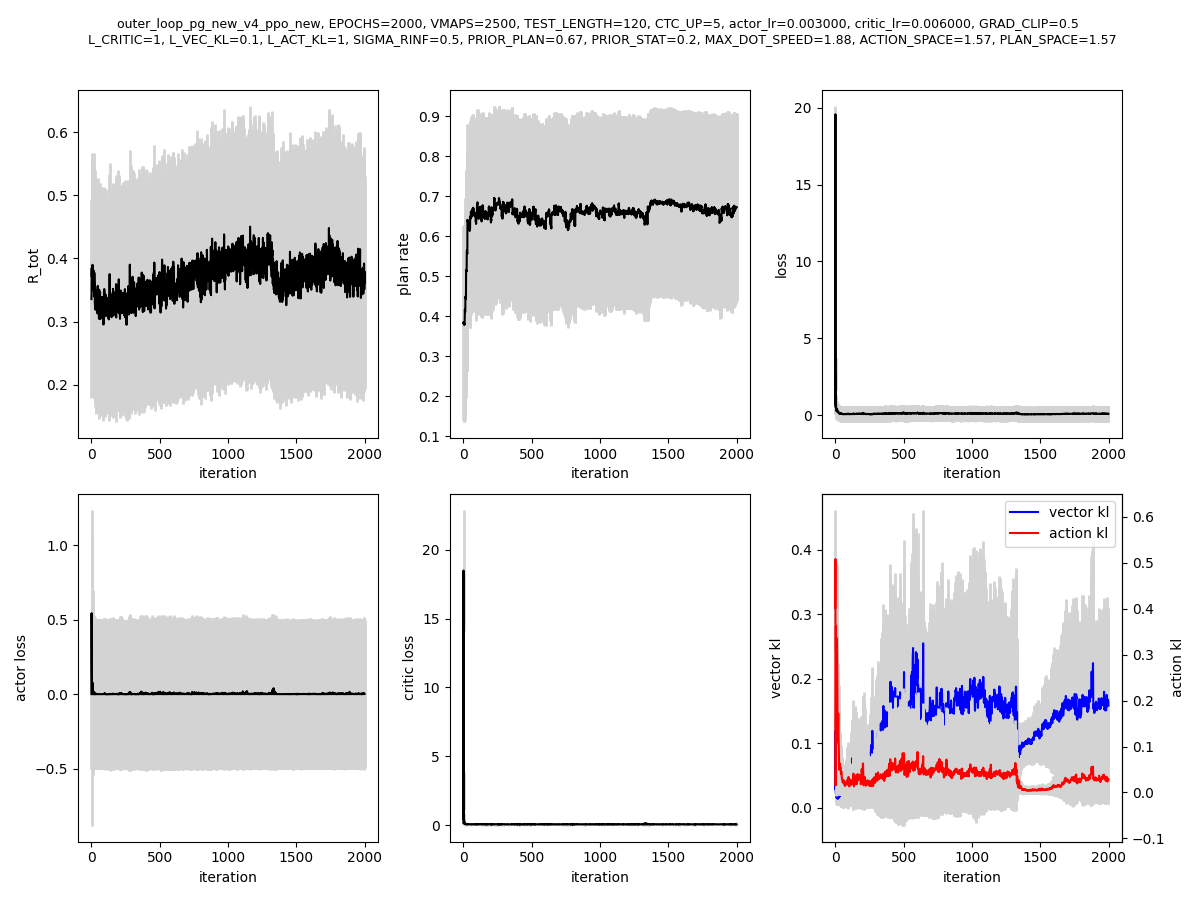 outer_loop_pg_new_v4_ppo_new, EPOCHS=2000, VMAPS=2500, TEST_LENGTH=120, CTC_UP=5, actor_lr=0.003000, critic_lr=0.006000, GRAD_CLIP=0.5
L_CRITIC=1, L_VEC_KL=0.1, L_ACT_KL=1, SIGMA_RINF=0.5, PRIOR_PLAN=0.67, PRIOR_STAT=0.2, MAX_DOT_SPEED=1.88, ACTION_SPACE=1.57, PLAN_SPACE=1.57
R_tot
0.6
0.5
0.4
0.3
0.2
0 500 1000 1500 2000
iteration
plan rate
0.9
0.8
0.7
0.6
0.5
0.4
0.3
0.2
0.1
0 500 1000 1500 2000
iteration
loss
20
15
10
5
0
0 500 1000 1500 2000
iteration
actor loss
1.0
0.5
0.0
−0.5
0 500 1000 1500 2000
iteration
critic loss
20
15
10
5
0
0 500 1000 1500 2000
iteration
vector kl
0.4
0.3
0.2
0.1
0.0
0 500 1000 1500 2000
iteration
vector kl
action kl
0.6
0.5
0.4
0.3
0.2
0.1
0.0
−0.1
action kl